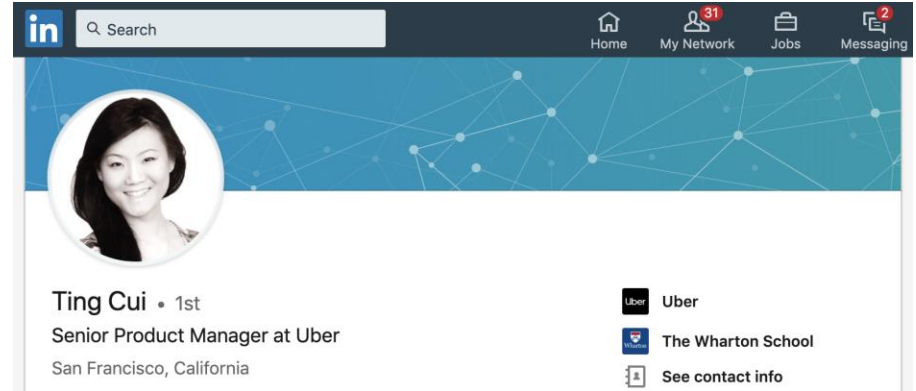 in
Search
31
2
Home
My Network
Jobs
Messaging
Ting Cui • 1st
Senior Product Manager at Uber
San Francisco, California
Uber Uber
Wharton The Wharton School
See contact info